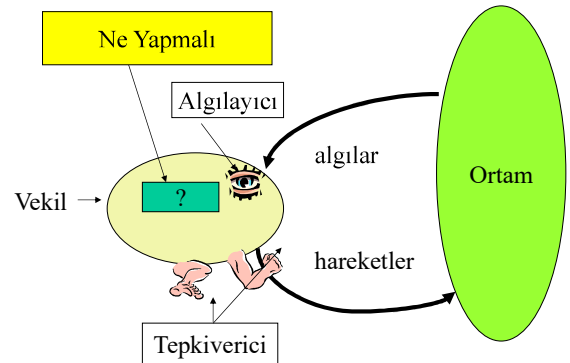 Ne Yapmalı
Algılayıcı
algılar
Ortam
Vekil
?
hareketler
Tepkiverici